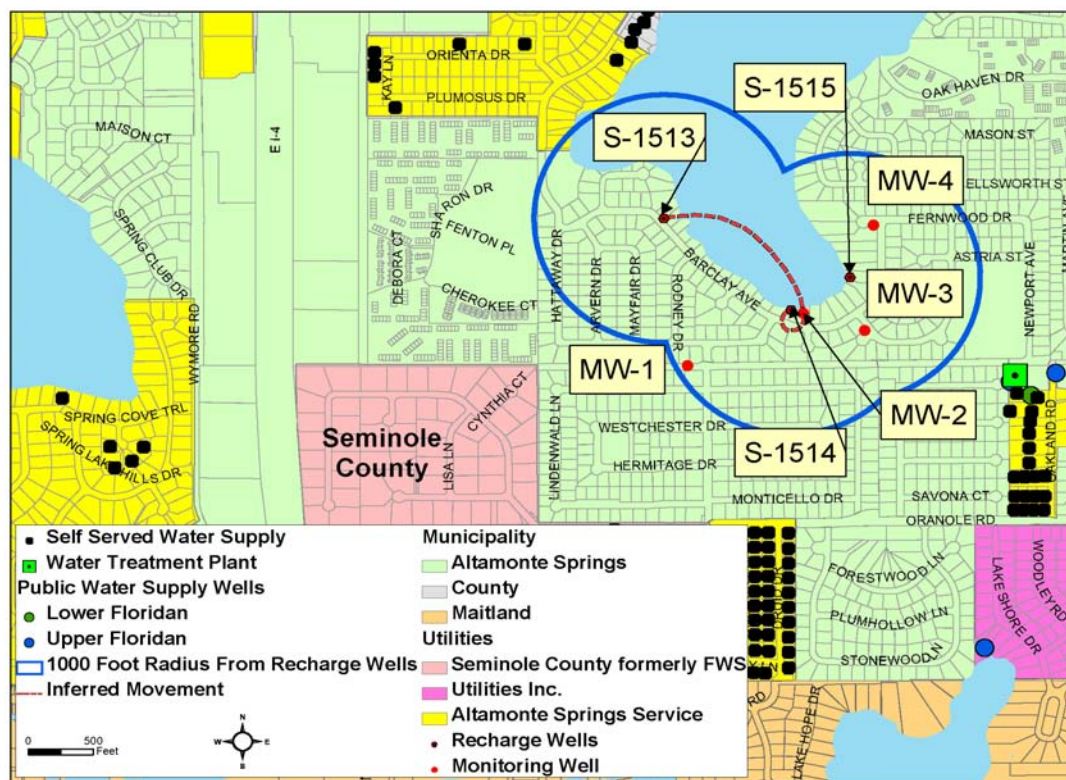 ORIENTA DR
KAY LN
PLUMOSUS DR
S-1515
OAK HAVEN DR
MAISON CT
E I-4
S-1513
MASON ST
MW-4
ELLSWORTH ST
SHARON DR
FERNWOOD DR
MARTIN AVE
SPRING CLUB DR
FENTON PL
DEBORA CT
HATTAWAY DR
ARVERN DR
MAYFAIR DR
BARCLAY AVE
RODNEY DR
ASTRIA ST
NEWPORT AVE
MW-3
CHEROKEE CT
WYMORE RD
MW-1
CYNTHIA CT
MW-2
SPRING COVE TRL
SPRING LAKE HILLS DR
Seminole
County
LISA LN
LINDENWALD LN
WESTCHESTER DR
S-1514
OAKLAND RD
HERMITAGE DR
MONTICELLO DR
SAVONA CT
ORANOLE RD
Self Served Water Supply
Water Treatment Plant
Public Water Supply Wells
Lower Floridan
Upper Floridan
1000 Foot Radius From Recharge Wells
Inferred Movement
N
W E
S
0 500
Feet
Municipality
Altamonte Springs
County
Maitland
Utilities
Seminole County formerly FWS
Utilities Inc.
Altamonte Springs Service
Recharge Wells
Monitoring Well
DRUID DR
FORESTWOOD LN
PLUMHOLLOW LN
STONEWOOD LN
WOODLEY RD
LAKE SHORE DR
RD
LAKE HOPE DR